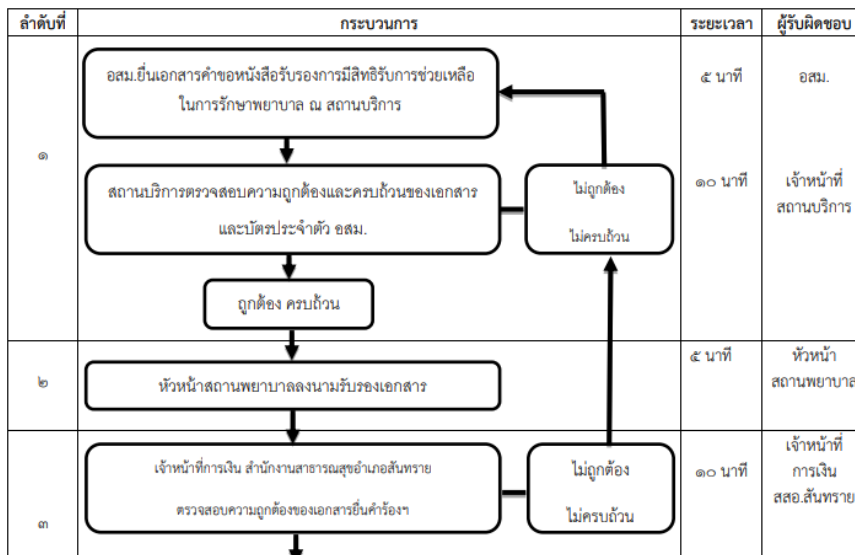 ลำดับที่ กระบวนการ ระยะเวลา ผู้รับผิดชอบ
๑
อสม.ยื่นเอกสารคำขอหนังสือรับรองการมีสิทธิรับการช่วยเหลือ
ในการรักษาพยาบาล ณ สถานบริการ
๕ นาที
อสม.
สถานบริการตรวจสอบความถูกต้องและครบถ้วนของเอกสาร
และบัตรประจำตัว อสม.
ไม่ถูกต้อง
ไม่ครบถ้วน
๑๐ นาที
เจ้าหน้าที่
สถานบริการ
ถูกต้อง ครบถ้วน
๒
หัวหน้าสถานพยาบาลลงนามรับรองเอกสาร
๕ นาที
หัวหน้า
สถานพยาบาล
๓
เจ้าหน้าที่การเงิน สำนักงานสาธารณสุขอำเภอสันทราย
ตรวจสอบความถูกต้องของเอกสารยื่นคำร้องฯ
ไม่ถูกต้อง
ไม่ครบถ้วน
๑๐ นาที
เจ้าหน้าที่
การเงิน
สสอ.สันทราย